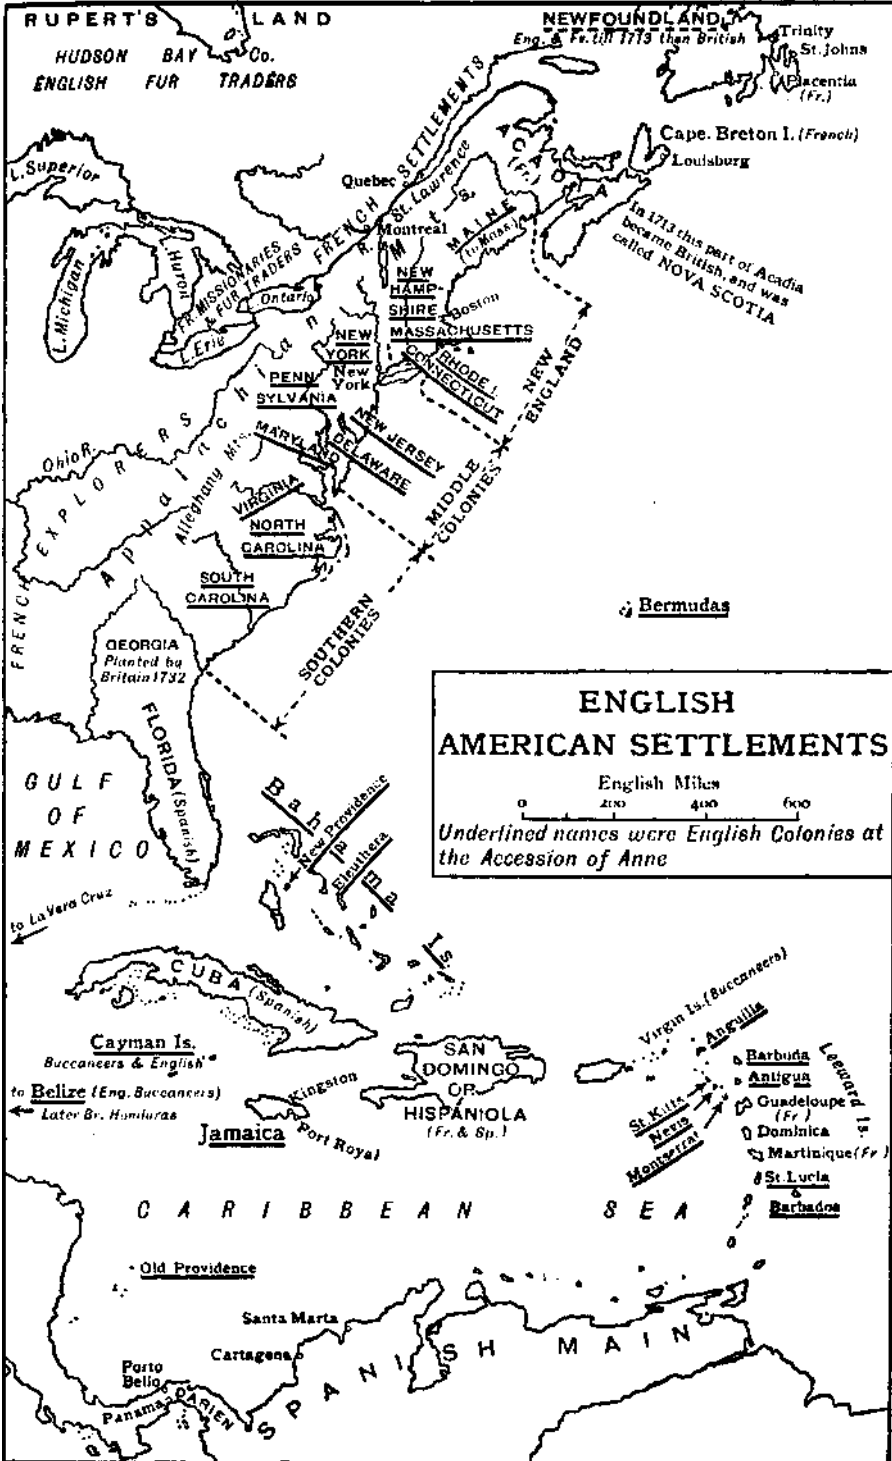 RUPERT'S LAND
HUDSON BAY Co.
ENGLISH FUR TRADERS
NEWFOUNDLAND
Eng. & Fr. till 1713 then British
Trinity
St. Johns
Placentia
(Fr.)
Cape. Breton I. (French)
Louisburg
ACADIA
(Fr.)
In 1713 this part of Acadia
became British, and was
called NOVA SCOTIA
L. Superior
L. Michigan
L. Huron
L. Erie
L. Ontario
FR. MISSIONARIES
& FUR TRADERS
FRENCH SETTLEMENTS
Quebec
R. St. Lawrence
Montreal
MAINE
(to Mass.)
NEW
HAMP-
SHIRE
Boston
MASSACHUSETTS
RHODE I.
CONNECTICUT
NEW
YORK
New
York
PENN
SYLVANIA
NEW JERSEY
MARYLAND
DELAWARE
VIRGINIA
NORTH
CAROLINA
SOUTH
CAROLINA
GEORGIA
Planted by
Britain 1732
Ohio R.
FRENCH EXPLORERS
Appalachian Mts.
Alleghany Mts.
NEW
ENGLAND
MIDDLE
COLONIES
SOUTHERN
COLONIES
Bermudas
ENGLISH
AMERICAN SETTLEMENTS
English Miles
0 200 400 600
Underlined names were English Colonies at
the Accession of Anne
FLORIDA (Spanish)
GULF
OF
MEXICO
to La Vera Cruz
Bahama Is.
New Providence
Eleuthera
CUBA (Spanish)
Cayman Is.
Buccaneers & English
to Belize (Eng. Buccaneers)
Later Br. Honduras
Kingston
Jamaica
Port Royal
SAN
DOMINGO
OR
HISPANIOLA
(Fr. & Sp.)
Virgin Is. (Buccaneers)
Anguilla
Barbuda
Antigua
Leeward Is.
St Kitts
Nevis
Montserrat
Guadeloupe
(Fr.)
Dominica
Martinique (Fr)
St. Lucia
Barbados
CARIBBEAN SEA
Old Providence
Santa Marta
Cartagena
Porto
Bello
Panama
DARIEN
SPANISH MAIN